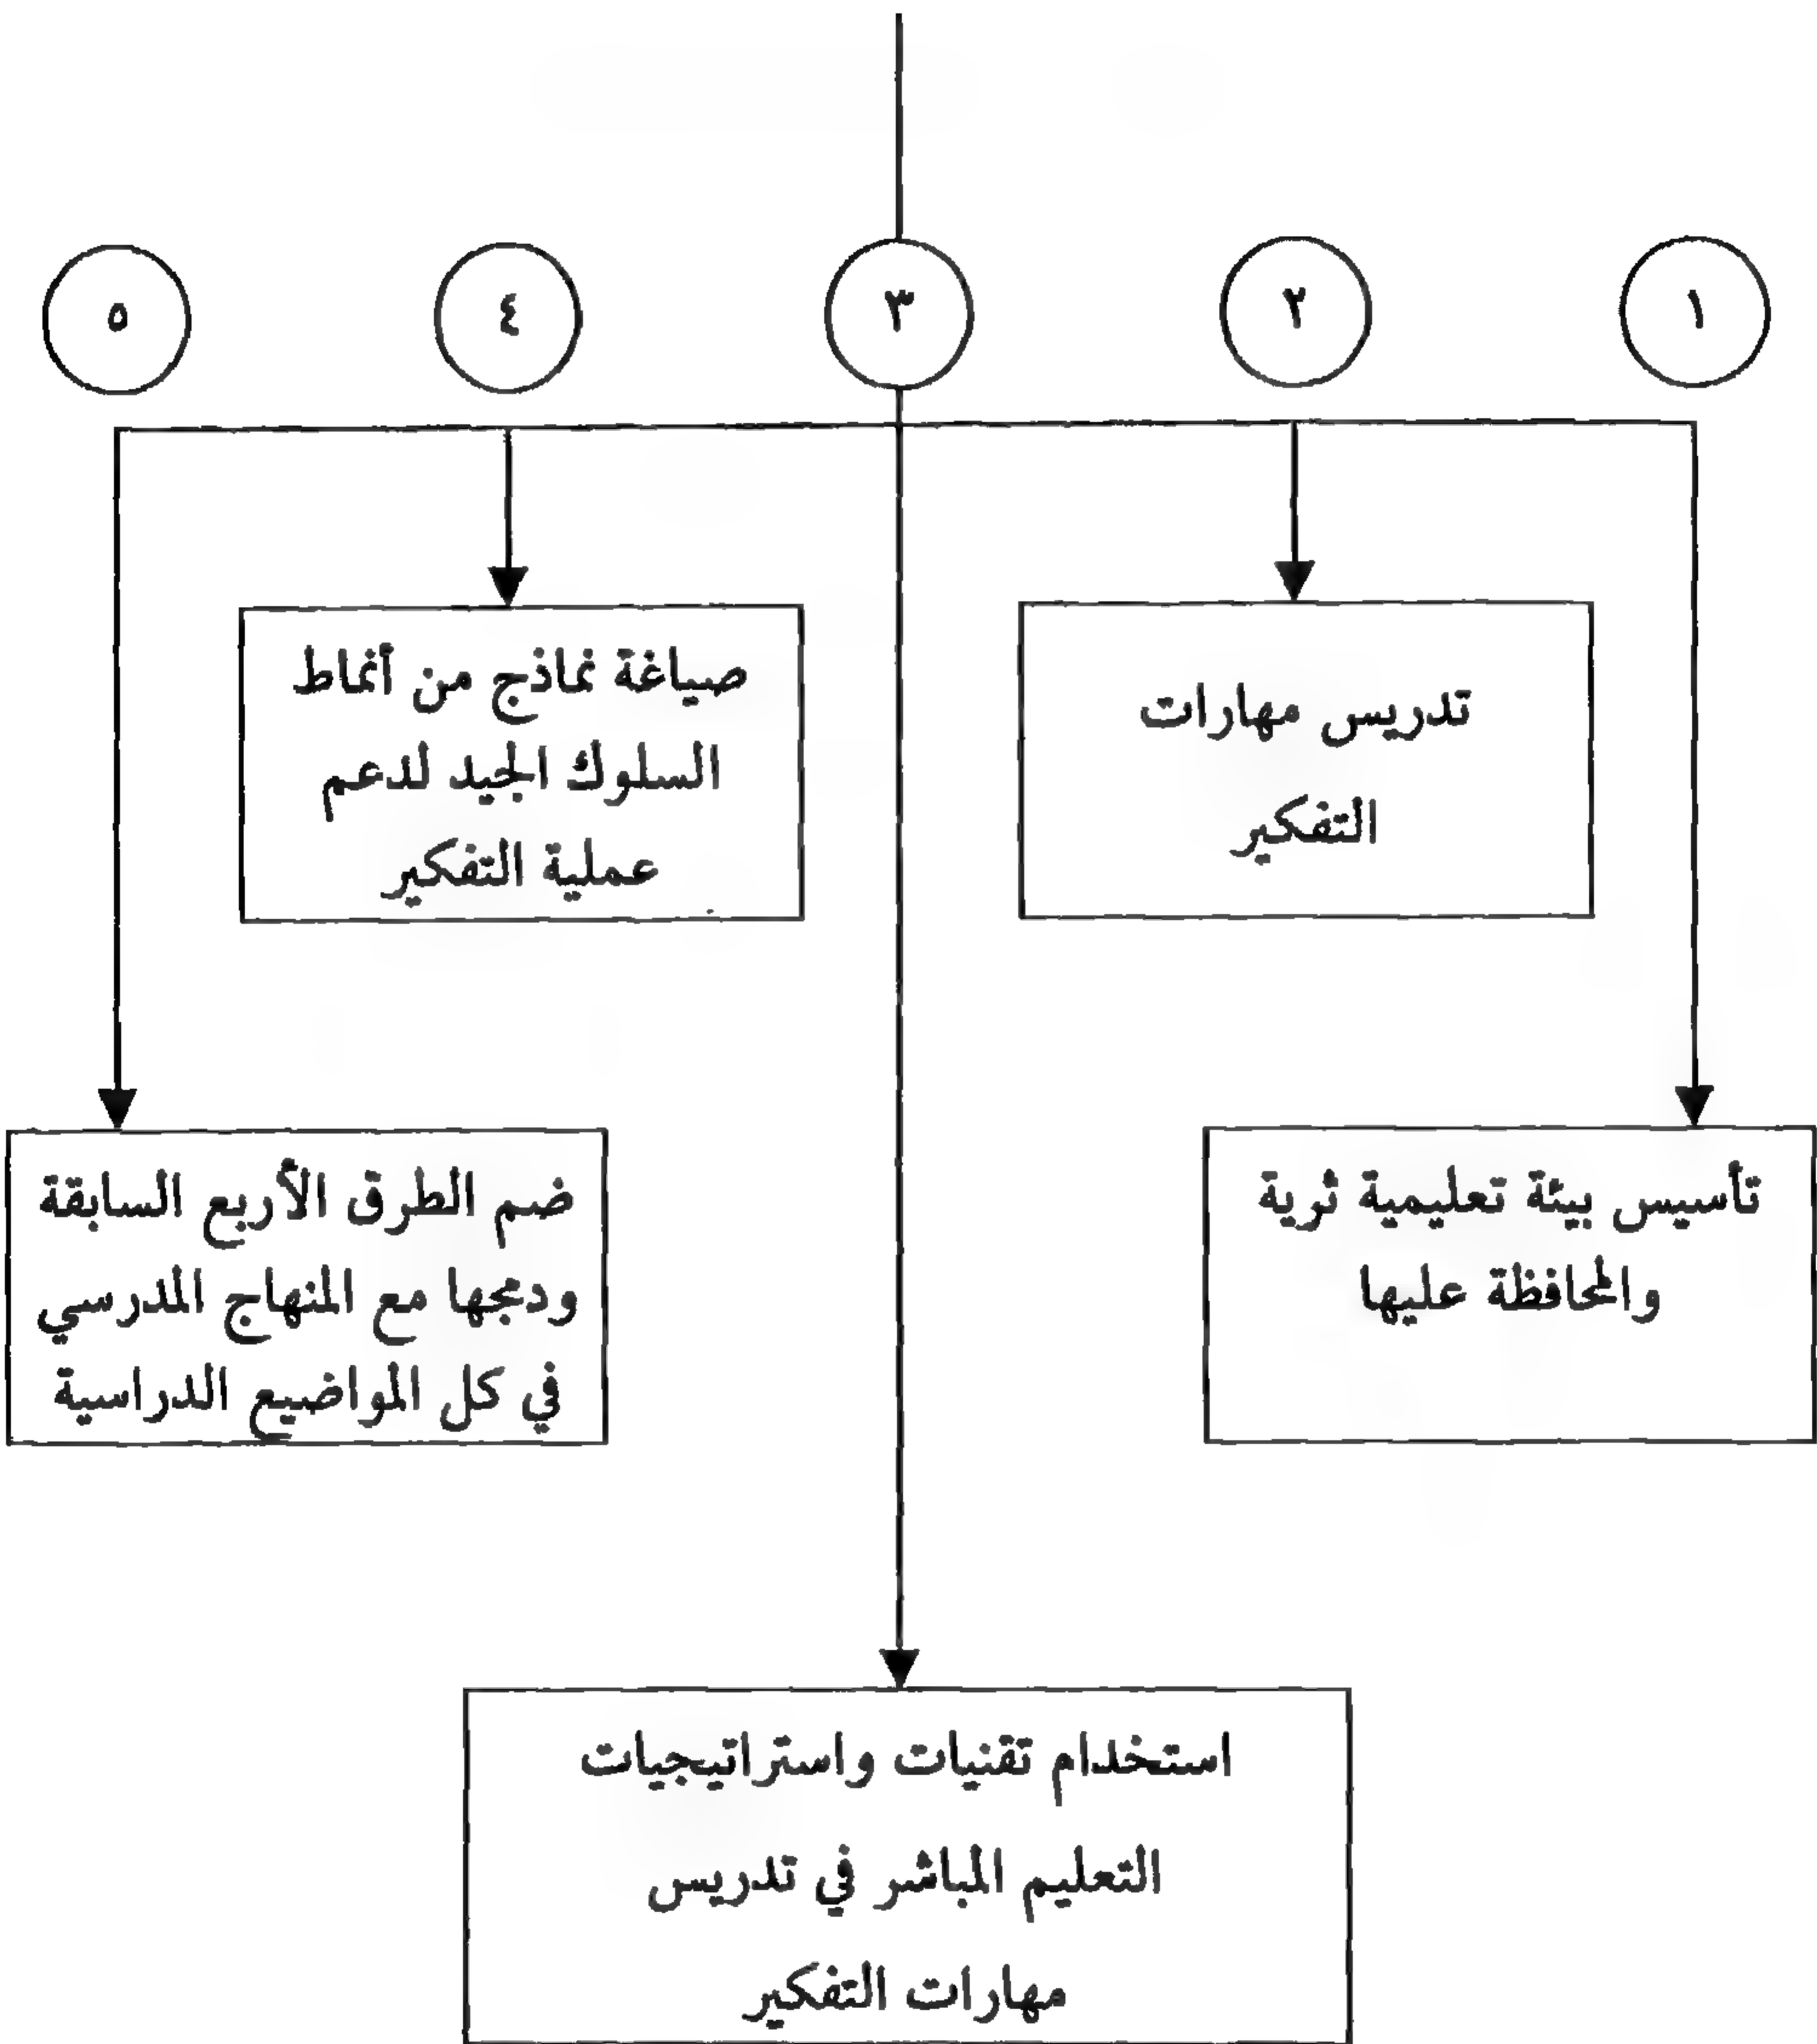 ١ ٢ ٣ ٤ ٥
تدريس مهارات
التفكير
صياغة نماذج من أنماط
السلوك الجيد لدعم
عملية التفكير
تأسيس بيئة تعليمية ثرية
والمحافظة عليها
ضم الطرق الأربع السابقة
ودمجها مع المنهاج المدرسي
في كل المواضيع الدراسية
استخدام تقنيات واستراتيجيات
التعليم المباشر في تدريس
مهارات التفكير